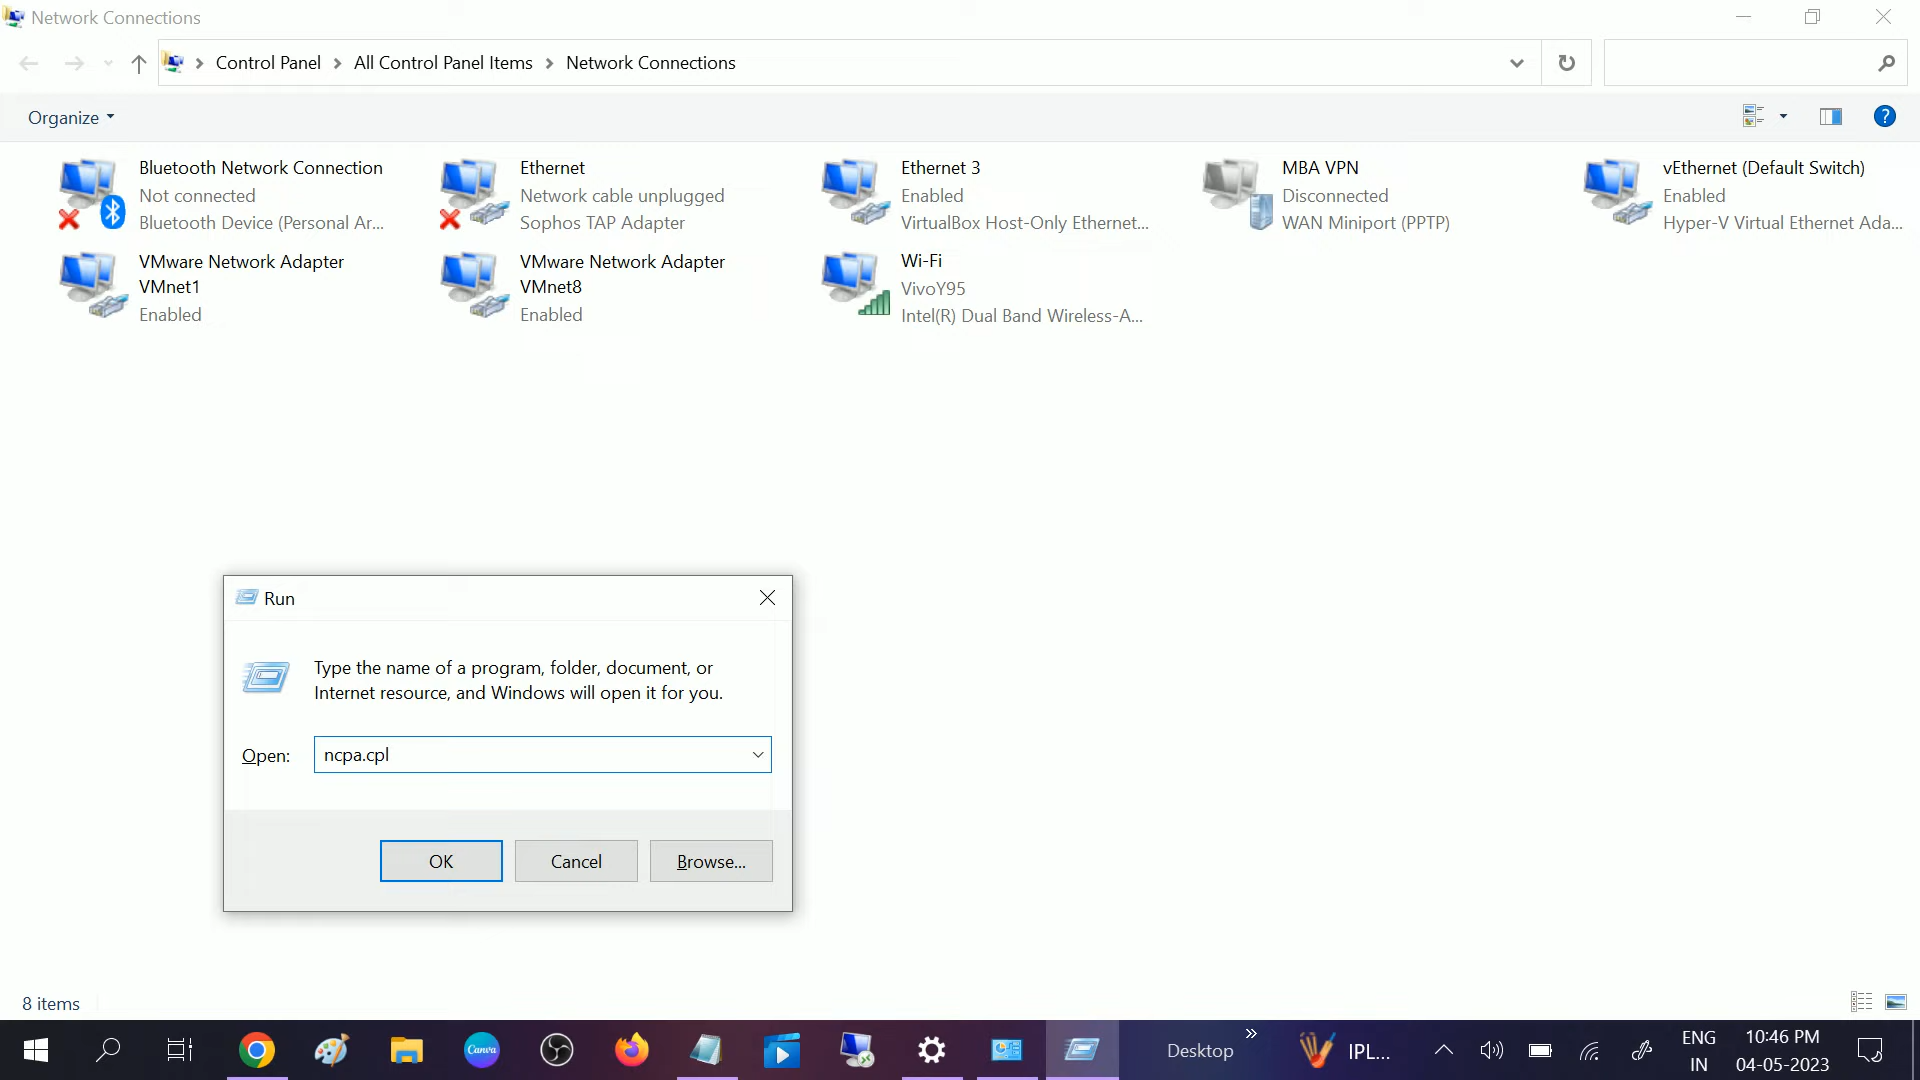 Network Connections
Control Panel
All Control Panel Items
Network Connections
Organize
Bluetooth Network Connection
Not connected
Bluetooth Device (Personal Ar...
Ethernet
Network cable unplugged
Sophos TAP Adapter
Ethernet 3
Enabled
VirtualBox Host-Only Ethernet...
MBA VPN
Disconnected
WAN Miniport (PPTP)
vEthernet (Default Switch)
Enabled
Hyper-V Virtual Ethernet Ada...
VMware Network Adapter
VMnet1
Enabled
VMware Network Adapter
VMnet8
Enabled
Wi-Fi
VivoY95
Intel(R) Dual Band Wireless-A...
Run
Type the name of a program, folder, document, or
Internet resource, and Windows will open it for you.
Open:
ncpa.cpl
OK
Cancel
Browse...
8 items
Canva
Desktop
IPL...
ENG
IN
10:46 PM
04-05-2023